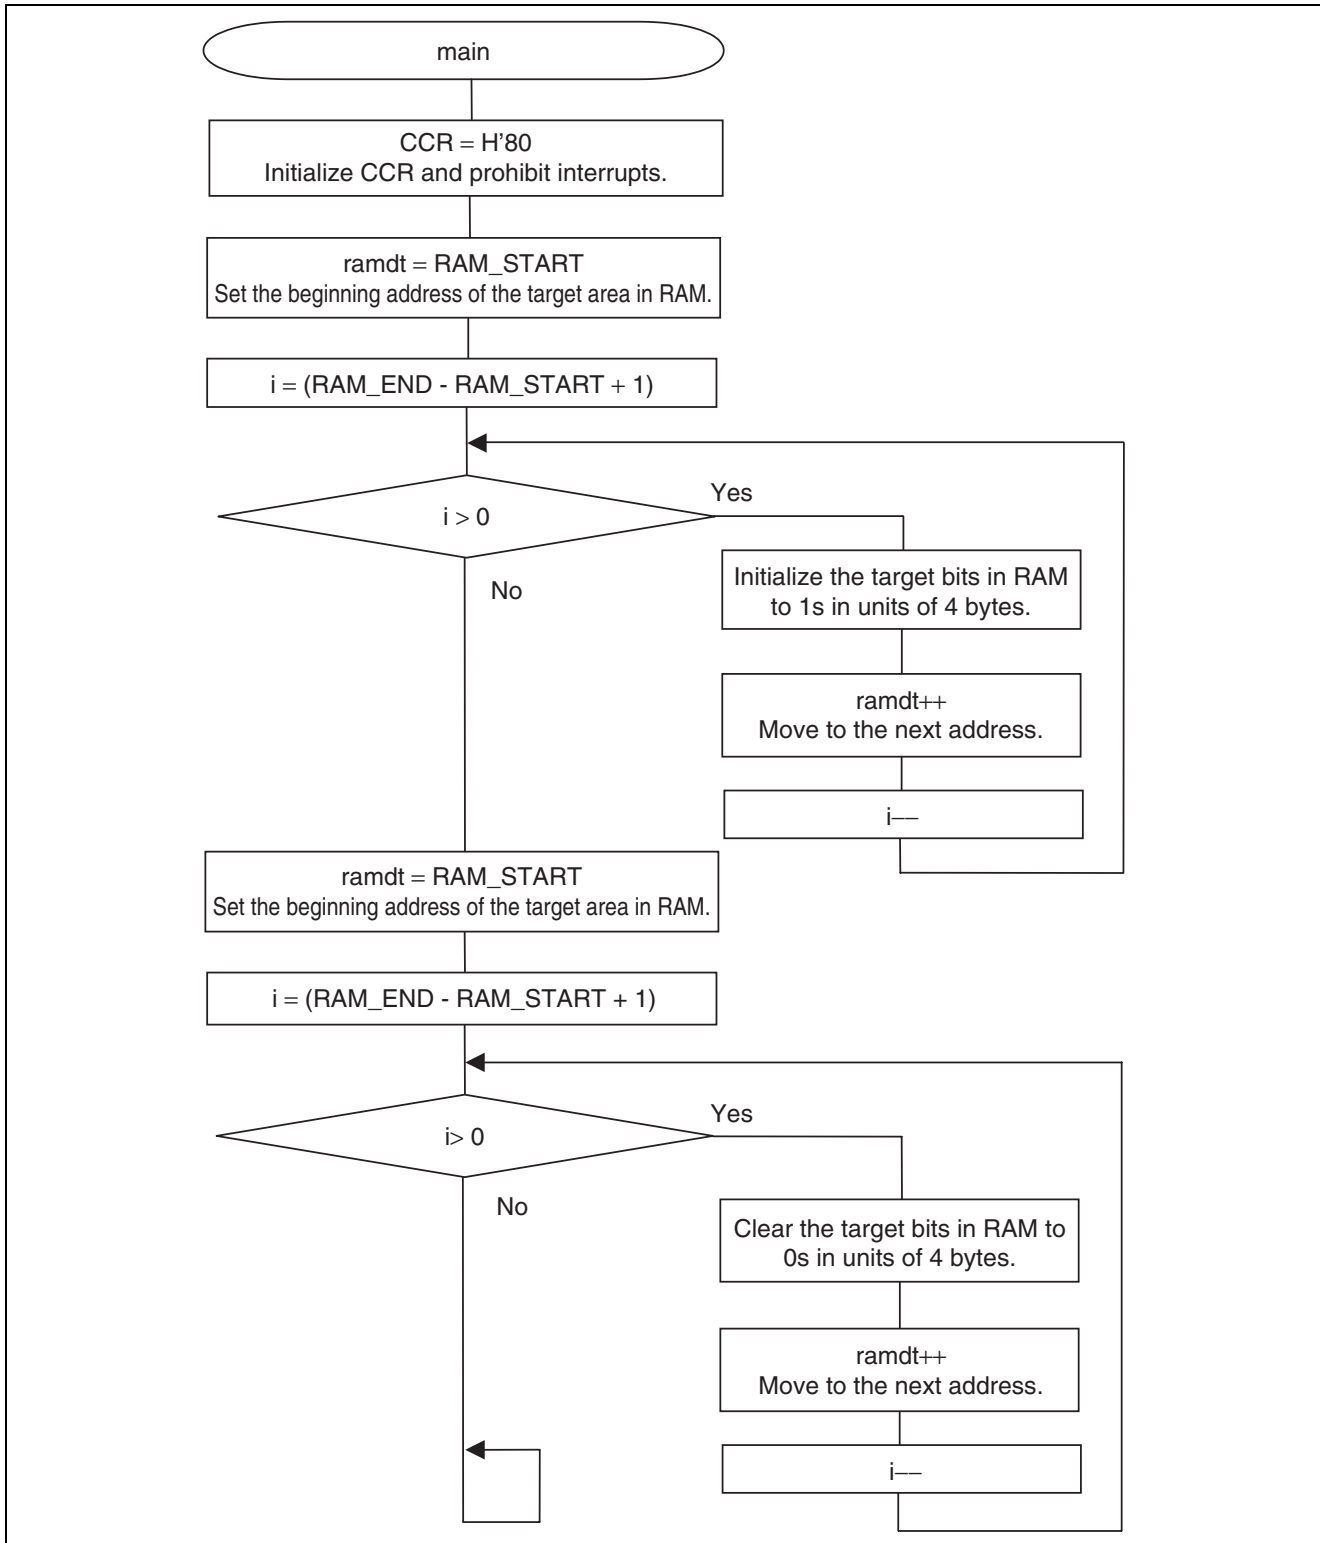 main
CCR = H'80
Initialize CCR and prohibit interrupts.
ramdt = RAM_START
Set the beginning address of the target area in RAM.
i = (RAM_END - RAM_START + 1)
i > 0
Yes
No
Initialize the target bits in RAM
to 1s in units of 4 bytes.
ramdt++
Move to the next address.
i−−
ramdt = RAM_START
Set the beginning address of the target area in RAM.
i = (RAM_END - RAM_START + 1)
i> 0
Yes
No
Clear the target bits in RAM to
0s in units of 4 bytes.
ramdt++
Move to the next address.
i−−